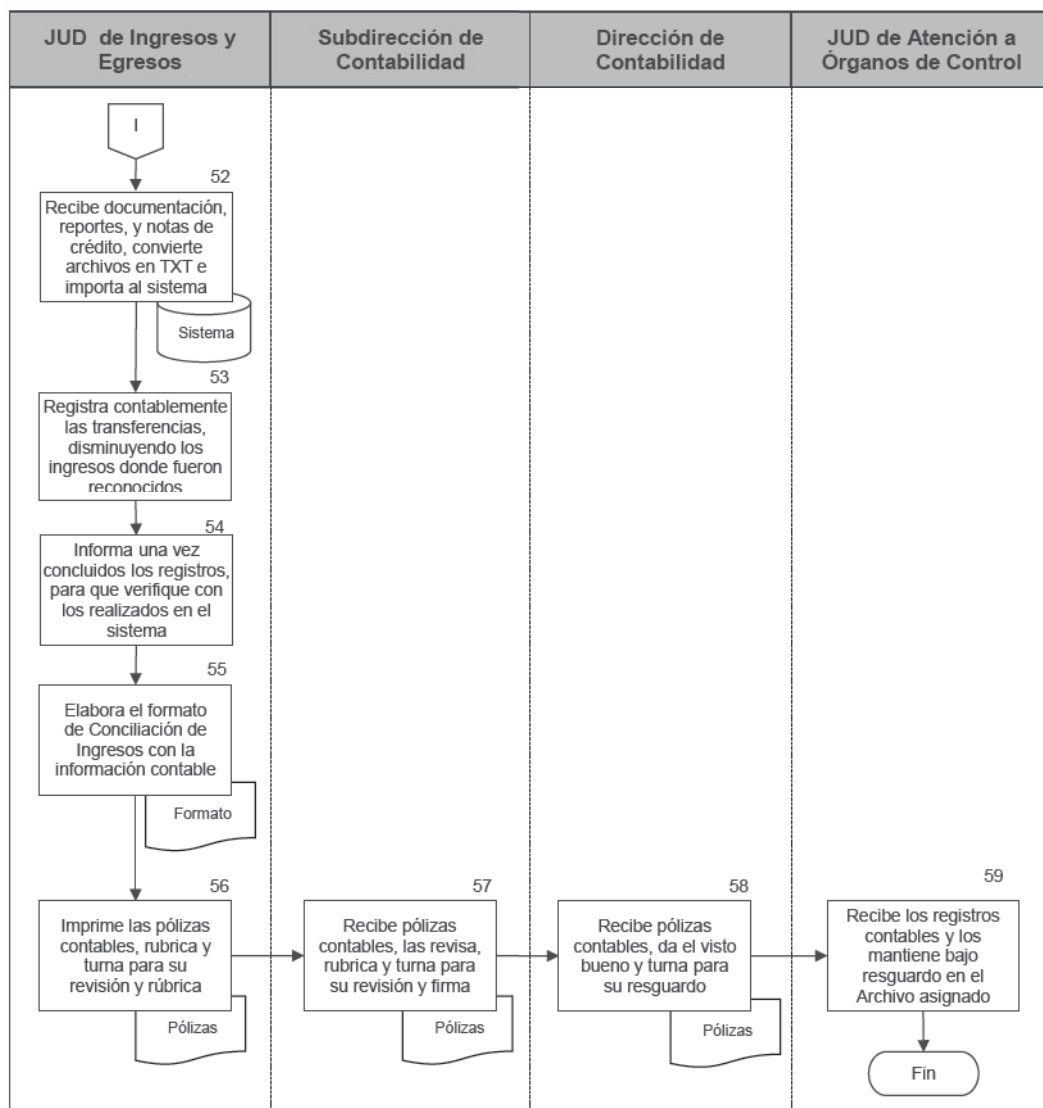 JUD de Ingresos y
Egresos
Subdirección de
Contabilidad
Dirección de
Contabilidad
JUD de Atención a
Órganos de Control
I
52
Recibe documentación,
reportes, y notas de
crédito, convierte
archivos en TXT e
importa al sistema
Sistema
53
Registra contablemente
las transferencias,
disminuyendo los
ingresos donde fueron
reconocidos
54
Informa una vez
concluidos los registros,
para que verifique con
los realizados en el
sistema
55
Elabora el formato
de Conciliación de
Ingresos con la
información contable
Formato
56
Imprime las pólizas
contables, rubrica y
turna para su
revisión y rúbrica
Pólizas
57
Recibe pólizas
contables, las revisa,
rubrica y turna para
su revisión y firma
Pólizas
58
Recibe pólizas
contables, da el visto
bueno y turna para
su resguardo
Pólizas
59
Recibe los registros
contables y los
mantiene bajo
resguardo en el
Archivo asignado
Fin